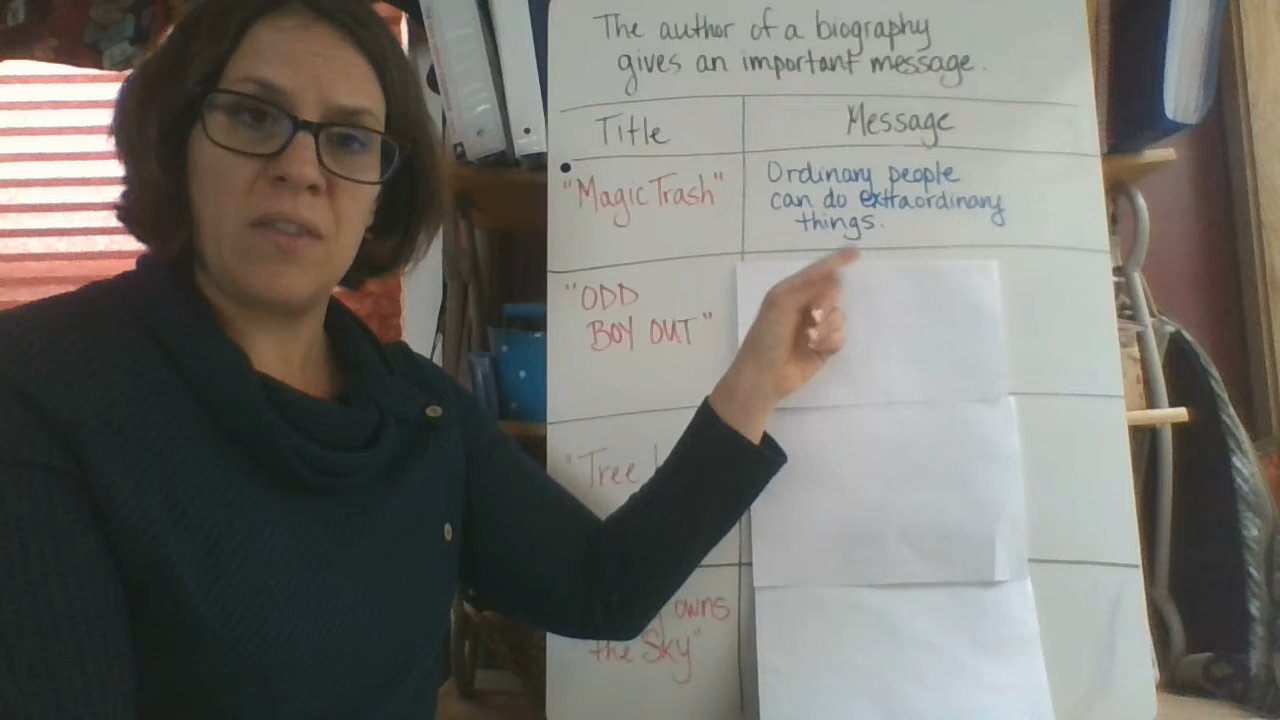 The author of a biography
gives an important message.
Title
Message
"Magic Trash"
Ordinary people
can do extraordinary
things.
"ODD
BOY OUT"
"Tree
owns
the Sky"